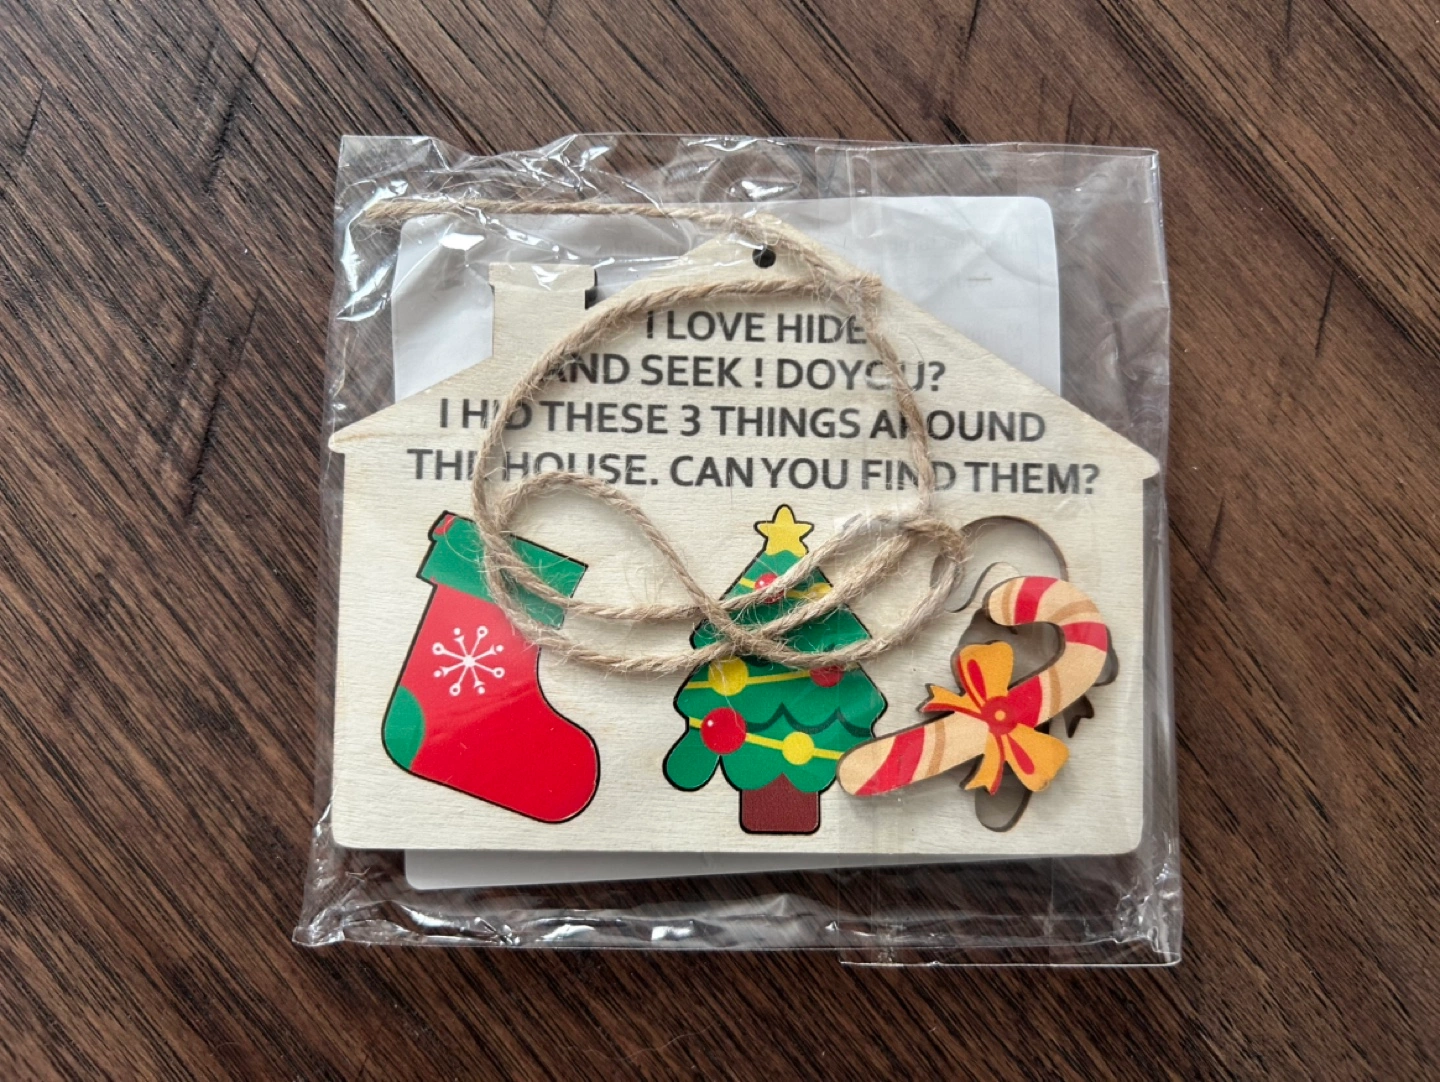 I LOVE HIDE
AND SEEK ! DOYOU?
I HID THESE 3 THINGS AROUND
THE HOUSE. CAN YOU FIND THEM?